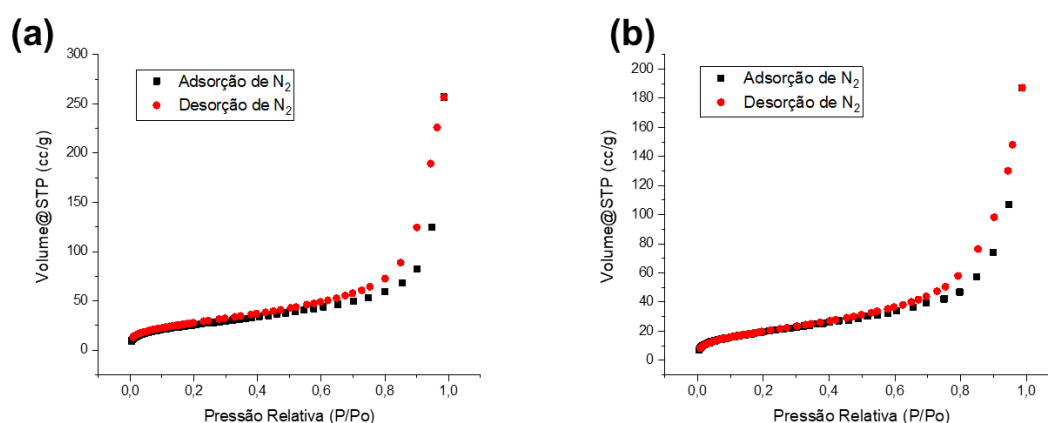 (a)
Adsorção de N₂
Desorção de N₂
Volume@STP (cc/g)
300
250
200
150
100
50
0
0,0 0,2 0,4 0,6 0,8 1,0
Pressão Relativa (P/Po)
(b)
Adsorção de N₂
Desorção de N₂
Volume@STP (cc/g)
200
180
160
140
120
100
80
60
40
20
0
0,0 0,2 0,4 0,6 0,8 1,0
Pressão Relativa (P/Po)